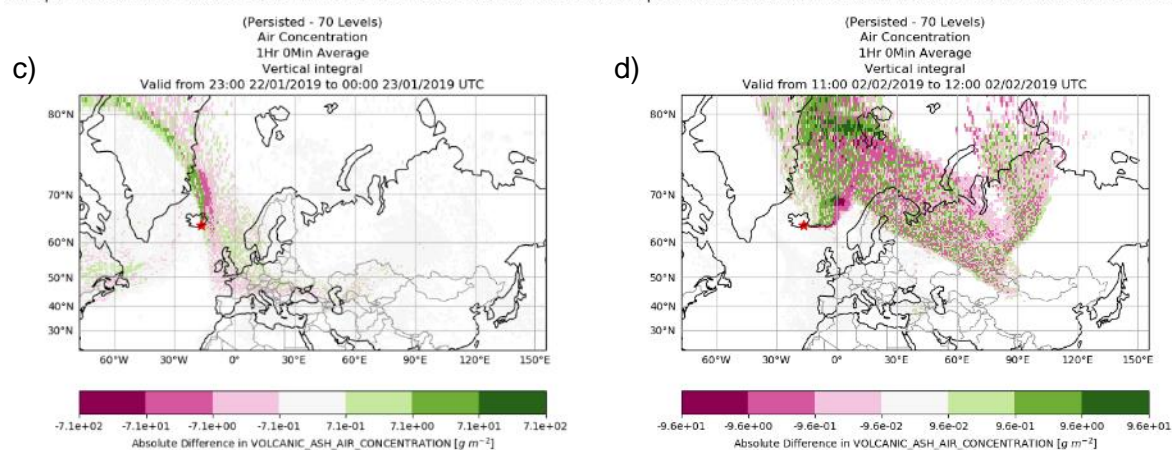 (Persisted - 70 Levels)
Air Concentration
1Hr 0Min Average
Vertical integral
c) Valid from 23:00 22/01/2019 to 00:00 23/01/2019 UTC
80°N
70°N
60°N
50°N
40°N
30°N
60°W 30°W 0° 30°E 60°E 90°E 120°E 150°E
-7.1e+02 -7.1e+01 -7.1e+00 -7.1e-01 7.1e-01 7.1e+00 7.1e+01 7.1e+02
Absolute Difference in VOLCANIC_ASH_AIR_CONCENTRATION [g m⁻²]
(Persisted - 70 Levels)
Air Concentration
1Hr 0Min Average
Vertical integral
d) Valid from 11:00 02/02/2019 to 12:00 02/02/2019 UTC
80°N
70°N
60°N
50°N
40°N
30°N
60°W 30°W 0° 30°E 60°E 90°E 120°E 150°E
-9.6e+01 -9.6e+00 -9.6e-01 -9.6e-02 9.6e-02 9.6e-01 9.6e+00 9.6e+01
Absolute Difference in VOLCANIC_ASH_AIR_CONCENTRATION [g m⁻²]